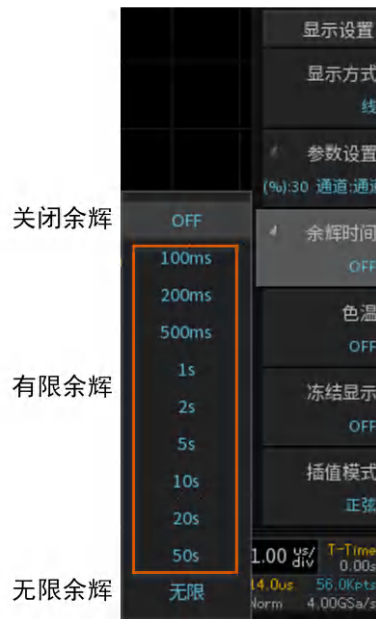 关闭余辉
有限余辉
无限余辉
OFF
100ms
200ms
500ms
1s
2s
5s
10s
20s
50s
无限
显示设置
显示方式
线
参数设置
(%):30 通道:通道
余辉时间
OFF
色温
OFF
冻结显示
OFF
插值模式
正弦
1.00 us/div
T-Time
0.00s
14.0us 56.0Kpts
Norm 4.00GSa/s